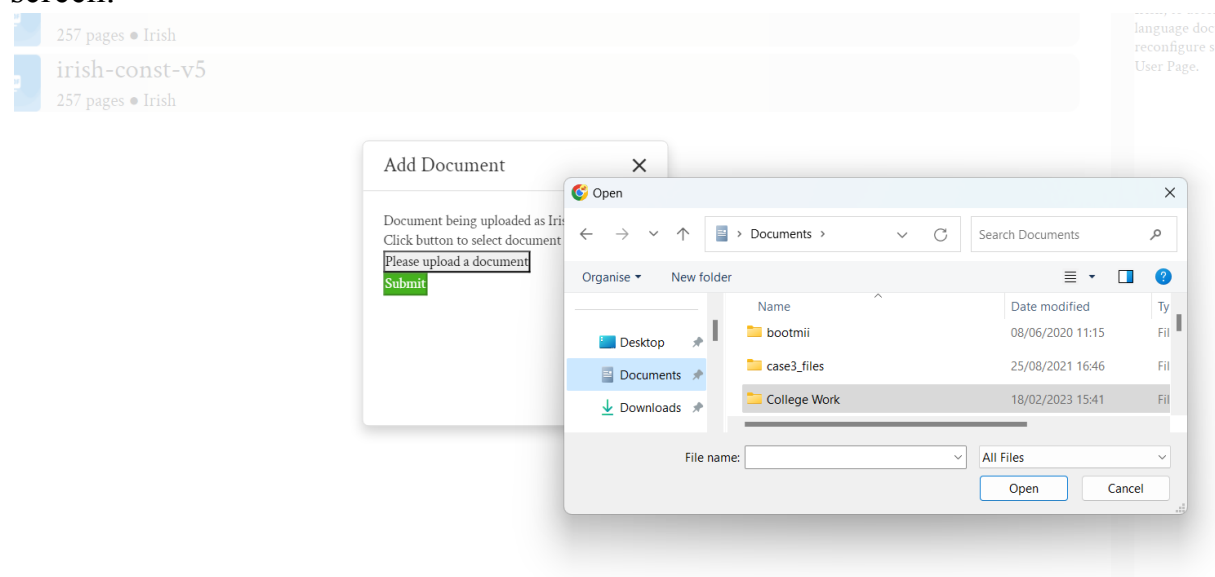 screen.
257 pages • Irish
language doc
reconfigure s
User Page.
irish-const-v5
257 pages • Irish
Add Document
Document being uploaded as Iris
Click button to select document
Please upload a document
Submit
Open
Documents
Search Documents
Organise
New folder
Name
Date modified
Ty
Desktop
Documents
Downloads
bootmii
08/06/2020 11:15
Fil
case3_files
25/08/2021 16:46
Fil
College Work
18/02/2023 15:41
Fil
File name:
All Files
Open
Cancel